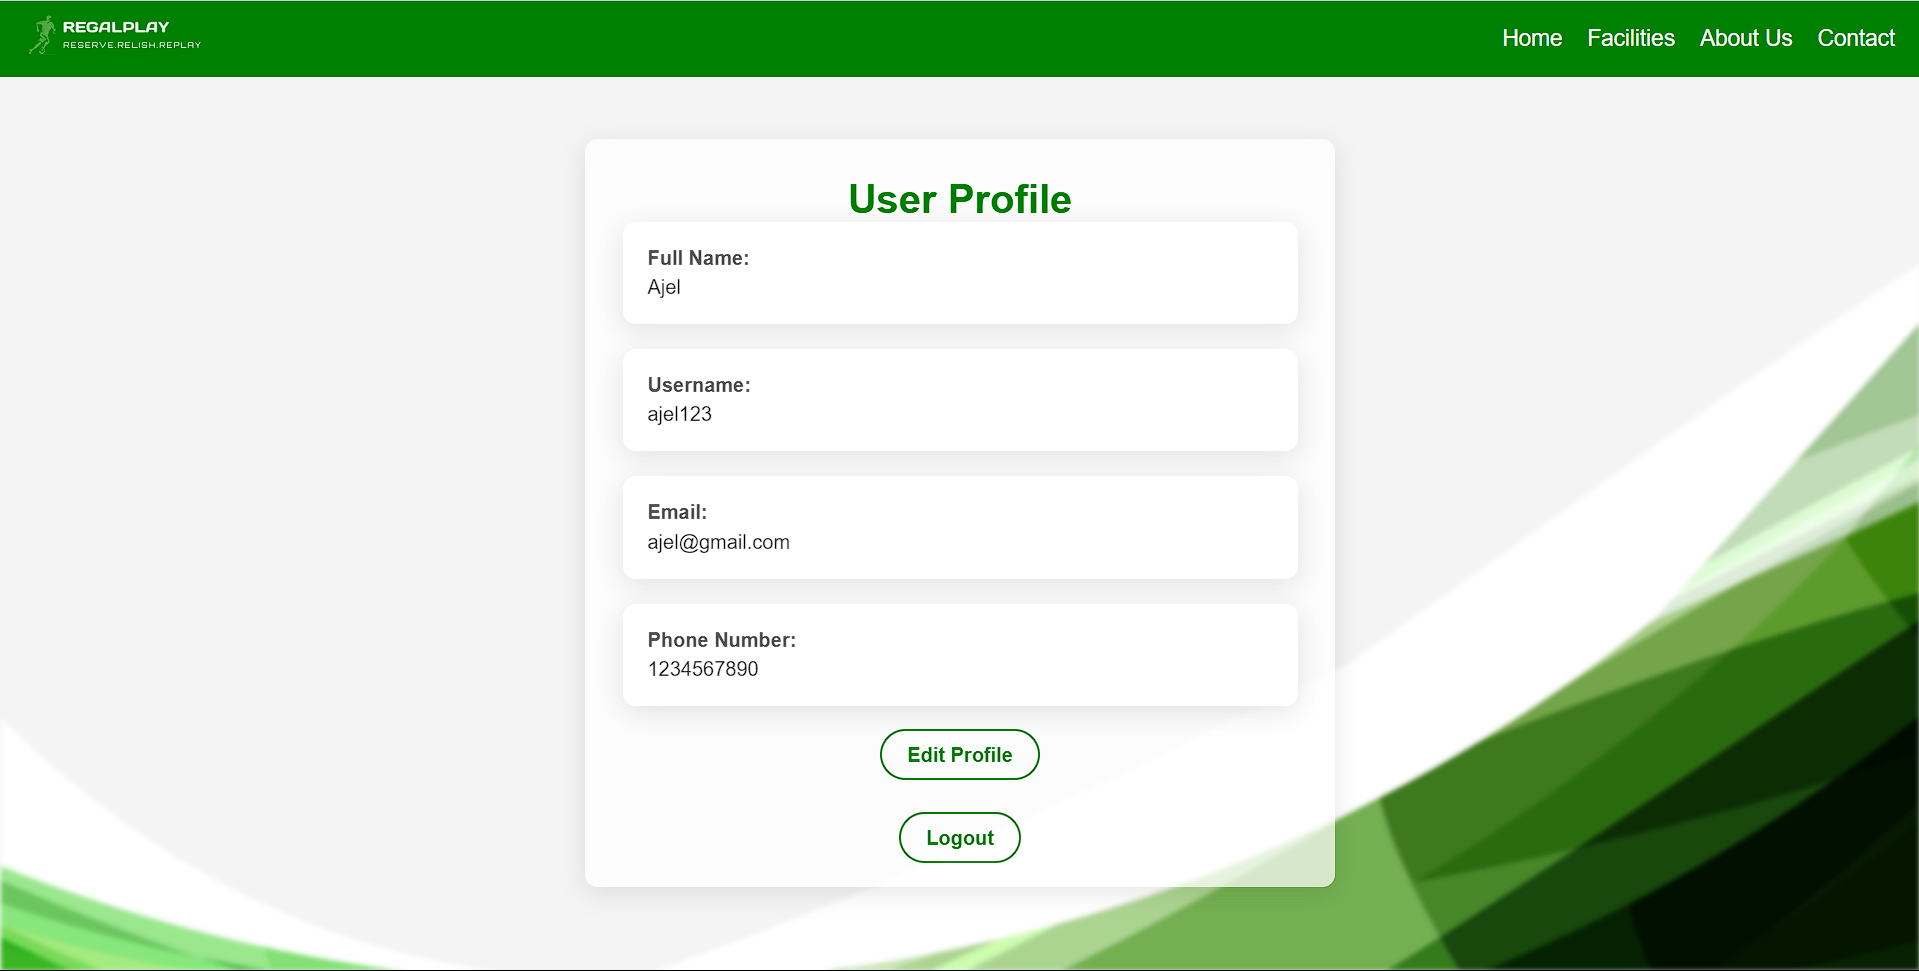 REGALPLAY
RESERVE.RELISH.REPLAY
Home Facilities About Us Contact
User Profile
Full Name:
Ajel
Username:
ajel123
Email:
ajel@gmail.com
Phone Number:
1234567890
Edit Profile
Logout